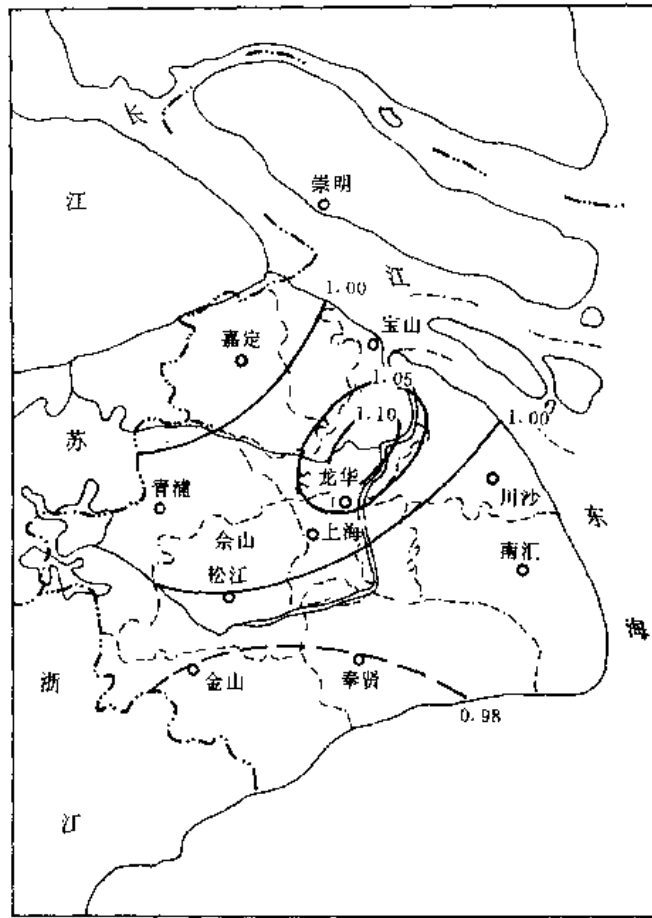 长
崇明
江
江
1.00
宝山
嘉定
1.05
1.10
1.00
苏
龙华
川沙
青浦
东
佘山
上海
南汇
松江
海
浙
金山
奉贤
0.98
江